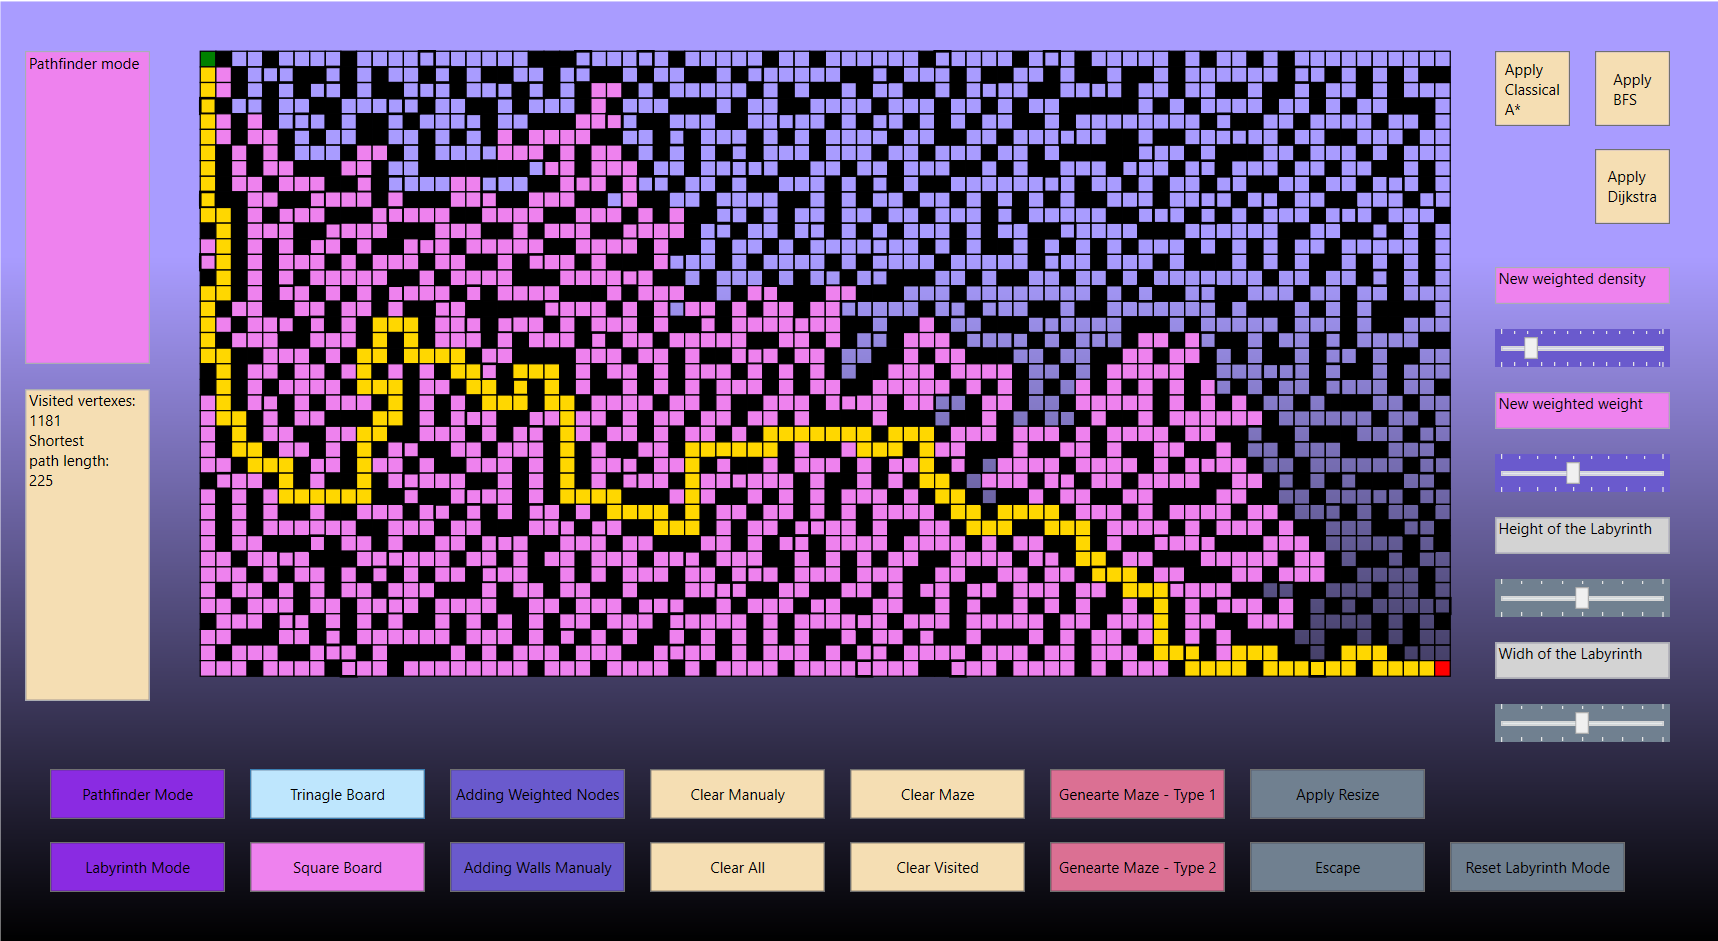 Pathfinder mode
Visited vertexes:
1181
Shortest
path length:
225
Apply
Classical
A*
Apply
BFS
Apply
Dijkstra
New weighted density
New weighted weight
Height of the Labyrinth
Widh of the Labyrinth
Pathfinder Mode
Trinagle Board
Adding Weighted Nodes
Clear Manualy
Clear Maze
Genearte Maze - Type 1
Apply Resize
Labyrinth Mode
Square Board
Adding Walls Manualy
Clear All
Clear Visited
Genearte Maze - Type 2
Escape
Reset Labyrinth Mode